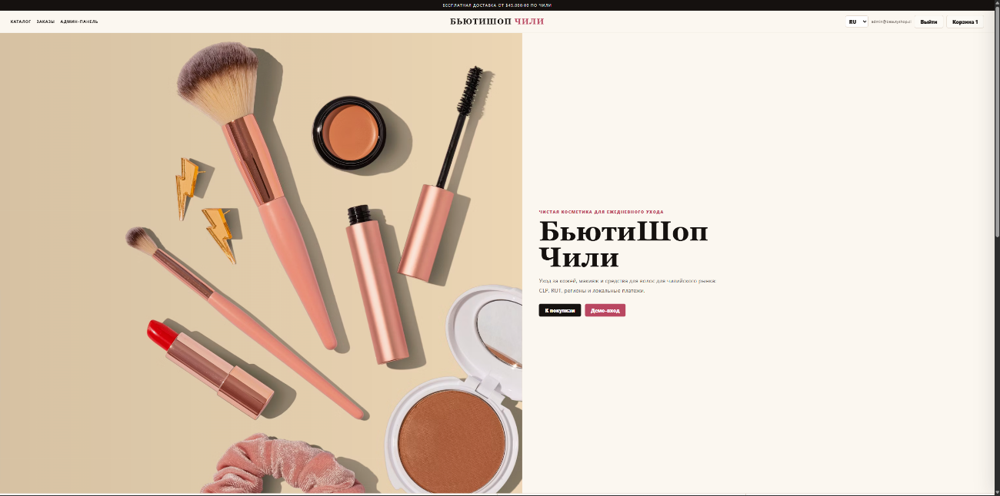 БЕСПЛАТНАЯ ДОСТАВКА ОТ $45,000.00 ПО ЧИЛИ
КАТАЛОГ ЗАКАЗЫ АДМИН-ПАНЕЛЬ
БЬЮТИШОП ЧИЛИ
RU
admin@beautyshop.cl
Выйти
Корзина 1
ЧИСТАЯ КОСМЕТИКА ДЛЯ ЕЖЕДНЕВНОГО УХОДА
БьютиШоп
Чили
Уход за кожей, макияж и средства для волос для чилийского рынка:
CLP, RUT, регионы и локальные платежи.
К покупкам
Демо-вход